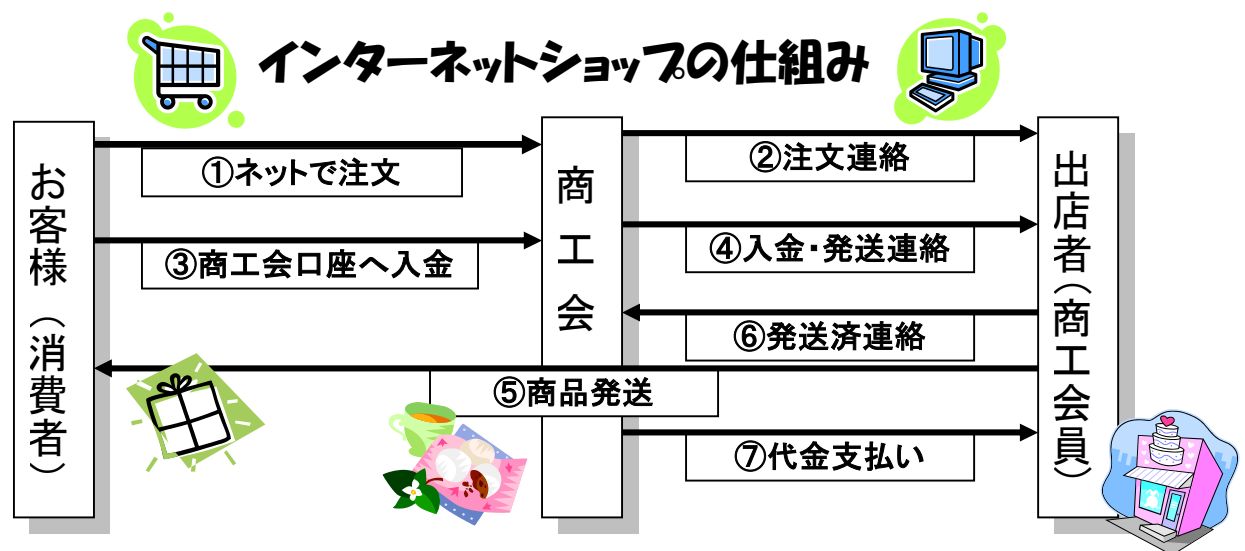 インターネットショップの仕組み
お客様（消費者）
商工会
出店者（商工会員）
①ネットで注文
②注文連絡
③商工会口座へ入金
④入金・発送連絡
⑥発送済連絡
⑤商品発送
⑦代金支払い